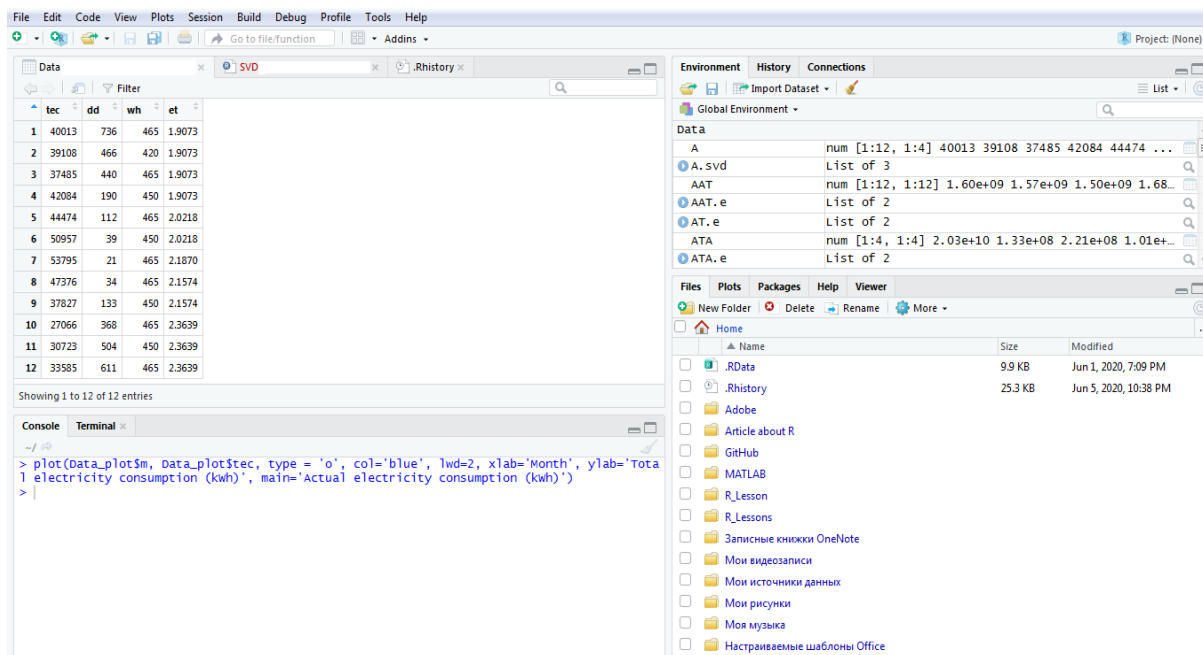 File Edit Code View Plots Session Build Debug Profile Tools Help
Go to file/function Addins Project: (None)
Data SVD .Rhistory
Filter
tec dd wh et
1 40013 736 465 1.9073
2 39108 466 420 1.9073
3 37485 440 465 1.9073
4 42084 190 450 1.9073
5 44474 112 465 2.0218
6 50957 39 450 2.0218
7 53795 21 465 2.1870
8 47376 34 465 2.1574
9 37827 133 450 2.1574
10 27066 368 465 2.3639
11 30723 504 450 2.3639
12 33585 611 465 2.3639
Showing 1 to 12 of 12 entries
Console Terminal
~/
> plot(Data_plot$m, Data_plot$tec, type = 'o', col='blue', lwd=2, xlab='Month', ylab='Tota
l electricity consumption (kwh)', main='Actual electricity consumption (kwh)')
>
Environment History Connections
Import Dataset List
Global Environment
Data
A num [1:12, 1:4] 40013 39108 37485 42084 44474 ...
A.svd List of 3
AAT num [1:12, 1:12] 1.60e+09 1.57e+09 1.50e+09 1.68…
AAT.e List of 2
AT.e List of 2
ATA num [1:4, 1:4] 2.03e+10 1.33e+08 2.21e+08 1.01e+…
ATA.e List of 2
Files Plots Packages Help Viewer
New Folder Delete Rename More
Home
Name Size Modified
.RData 9.9 KB Jun 1, 2020, 7:09 PM
.Rhistory 25.3 KB Jun 5, 2020, 10:38 PM
Adobe
Article about R
GitHub
MATLAB
R_Lesson
R_Lessons
Записные книжки OneNote
Мои видеозаписи
Мои источники данных
Мои рисунки
Моя музыка
Настраиваемые шаблоны Office